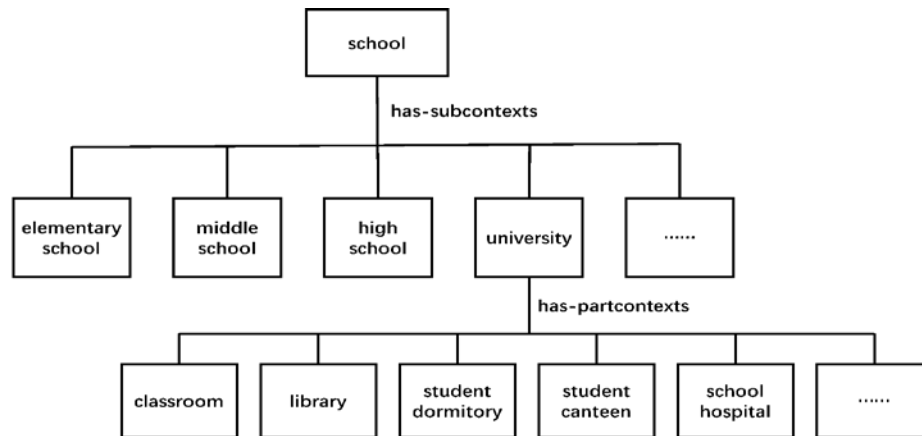 school
has-subcontexts
elementary
school
middle
school
high
school
university
······
has-partcontexts
classroom
library
student
dormitory
student
canteen
school
hospital
······